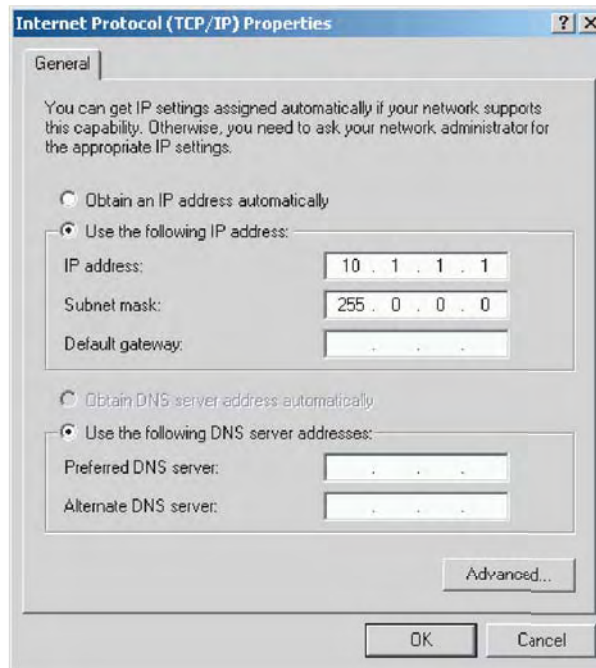 Internet Protocol (TCP/IP) Properties
General
You can get IP settings assigned automatically if your network supports
this capability. Otherwise, you need to ask your network administrator for
the appropriate IP settings.
Obtain an IP address automatically
Use the following IP address:
IP address: 10 . 1 . 1 . 1
Subnet mask: 255 . 0 . 0 . 0
Default gateway: . . .
Obtain DNS server address automatically
Use the following DNS server addresses:
Preferred DNS server: . . .
Alternate DNS server: . . .
Advanced...
OK Cancel